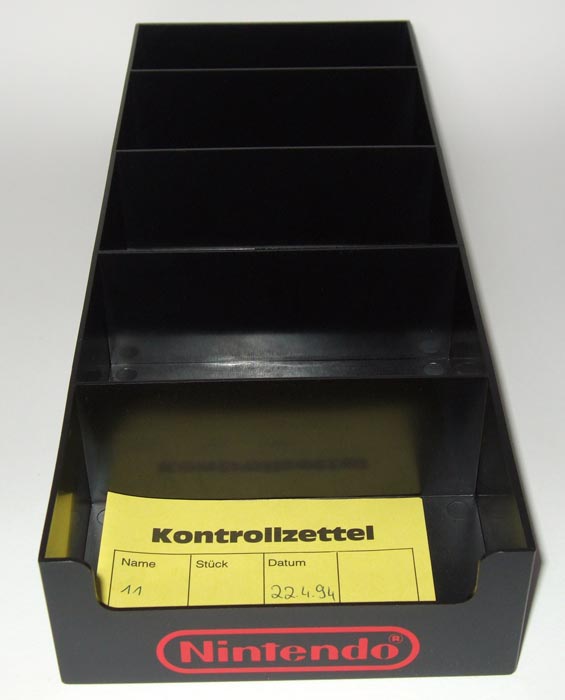 Kontrollzettel
Name Stück Datum
11 22.4.94
Nintendo®